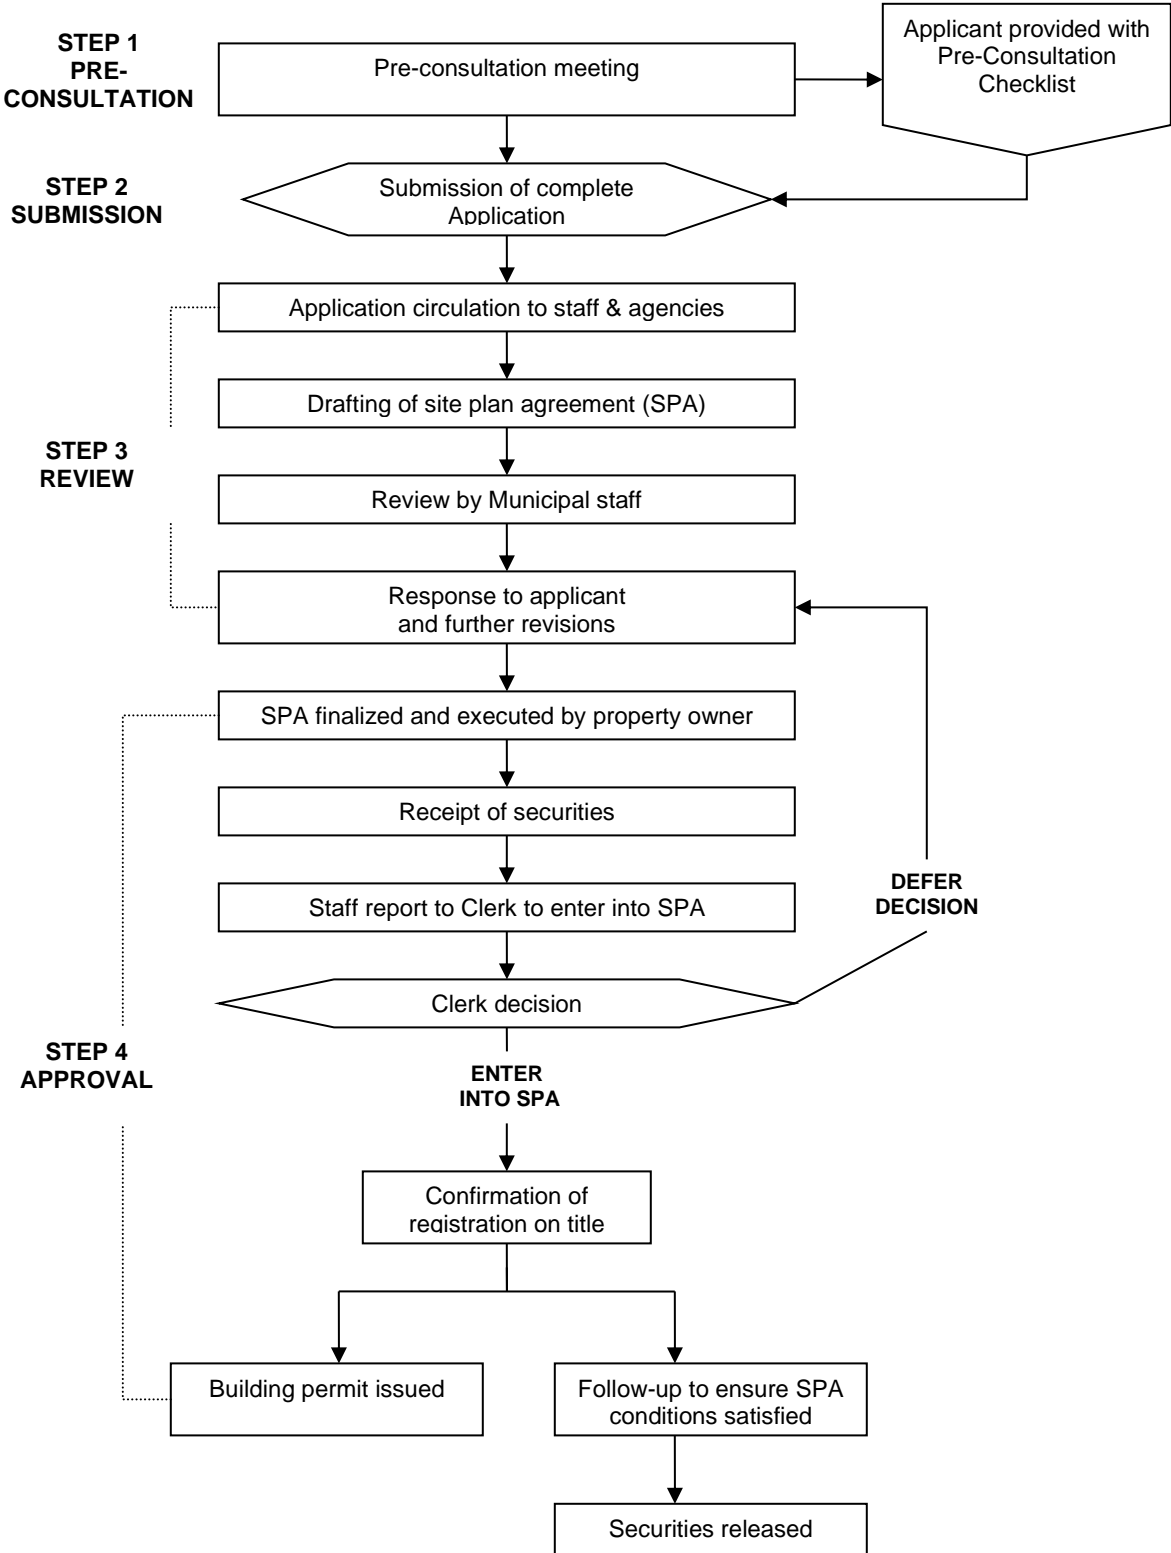 STEP 1
PRE-
CONSULTATION
Pre-consultation meeting
Applicant provided with
Pre-Consultation
Checklist
STEP 2
SUBMISSION
Submission of complete
Application
Application circulation to staff & agencies
Drafting of site plan agreement (SPA)
STEP 3
REVIEW
Review by Municipal staff
Response to applicant
and further revisions
SPA finalized and executed by property owner
Receipt of securities
Staff report to Clerk to enter into SPA
DEFER
DECISION
Clerk decision
STEP 4
APPROVAL
ENTER
INTO SPA
Confirmation of
registration on title
Building permit issued
Follow-up to ensure SPA
conditions satisfied
Securities released